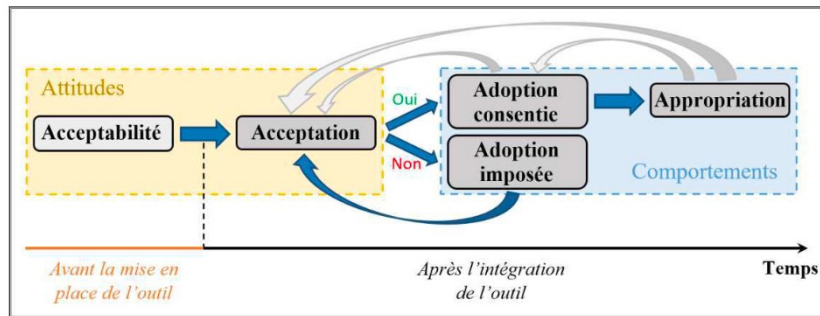 Attitudes
Acceptabilité
Acceptation
Oui
Non
Adoption
consentie
Adoption
imposée
Appropriation
Comportements
Avant la mise en
place de l'outil
Après l'intégration
de l'outil
Temps